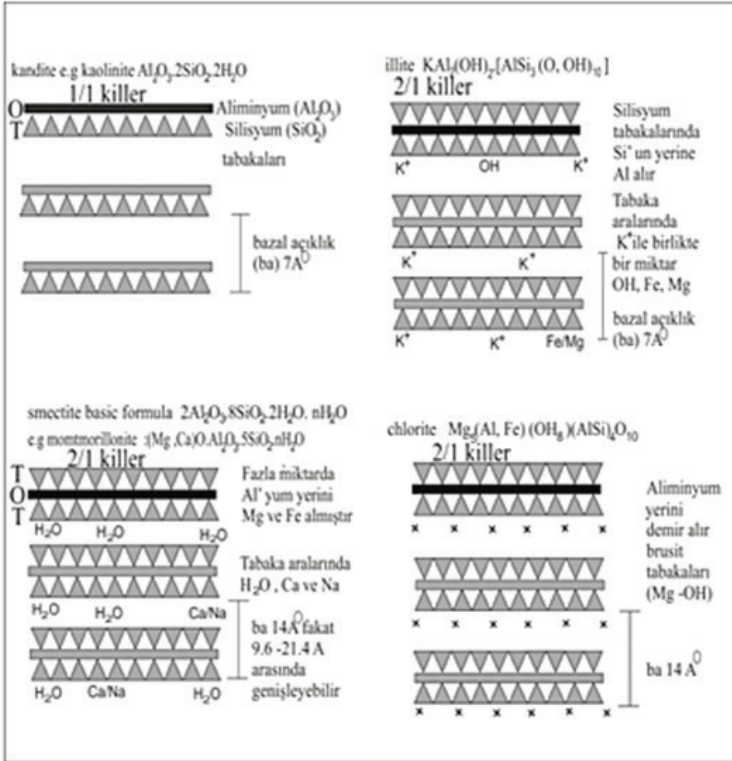 kandite e.g kaolinite Al₂O₃.2SiO₂.2H₂O
1/1 killer
O Aliminyum (Al₂O₃)
T Silisyum (SiO₂)
tabakaları
bazal açıklık
(ba) 7A⁰
illite KAl₂(OH)₂.[AlSi₃(O, OH)₁₀]
2/1 killer
K⁺ OH K⁺
K⁺ K⁺
K⁺ K⁺ Fe/Mg
Silisyum
tabakalarında
Si' un yerine
Al alır
Tabaka
aralarında
K⁺ile birlikte
bir miktar
OH, Fe, Mg
bazal açıklık
(ba) 7A⁰
smectite basic formula 2Al₂O₃.8SiO₂.2H₂O. nH₂O
e.g momtmorillonite :(Mg ,Ca)O.Al₂O₃.5SiO₂nH₂O
2/1 killer
T
O
T
H₂O H₂O H₂O
H₂O H₂O Ca/Na
H₂O Ca/Na H₂O
Fazla miktarda
Al' yum yerini
Mg ve Fe almıştır
Tabaka aralarında
H₂O , Ca ve Na
ba 14A⁰ fakat
9.6 -21.4 A
arasında
genişleyebilir
chlorite Mg₅(Al, Fe) (OH₈)(AlSi)₄O₁₀
2/1 killer
x x x x x x
x x x x x x
x x x x x x
Aliminyum
yerini
demir alır
brusit
tabakaları
(Mg -OH)
ba 14 A⁰